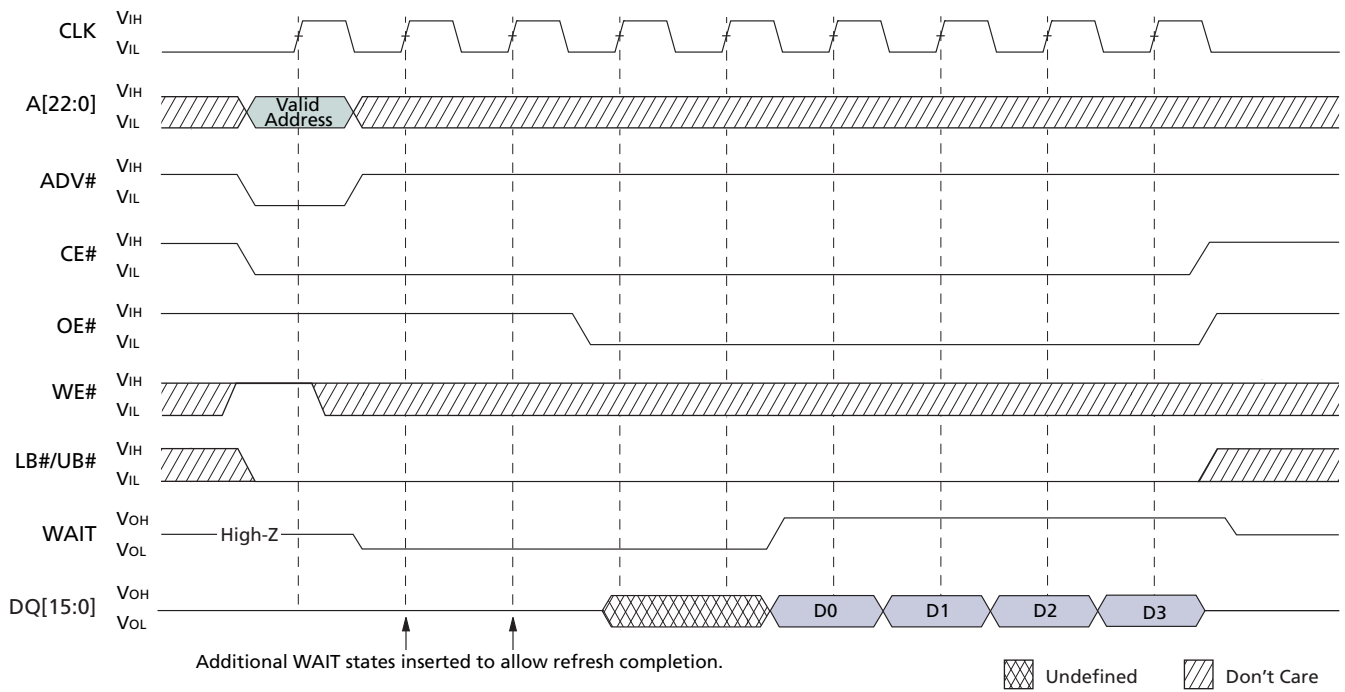 CLK
VIH
VIL
A[22:0]
VIH
VIL
Valid
Address
ADV#
VIH
VIL
CE#
VIH
VIL
OE#
VIH
VIL
WE#
VIH
VIL
LB#/UB#
VIH
VIL
WAIT
VOH
VOL
High-Z
DQ[15:0]
VOH
VOL
D0 D1 D2 D3
Additional WAIT states inserted to allow refresh completion.
Undefined Don't Care